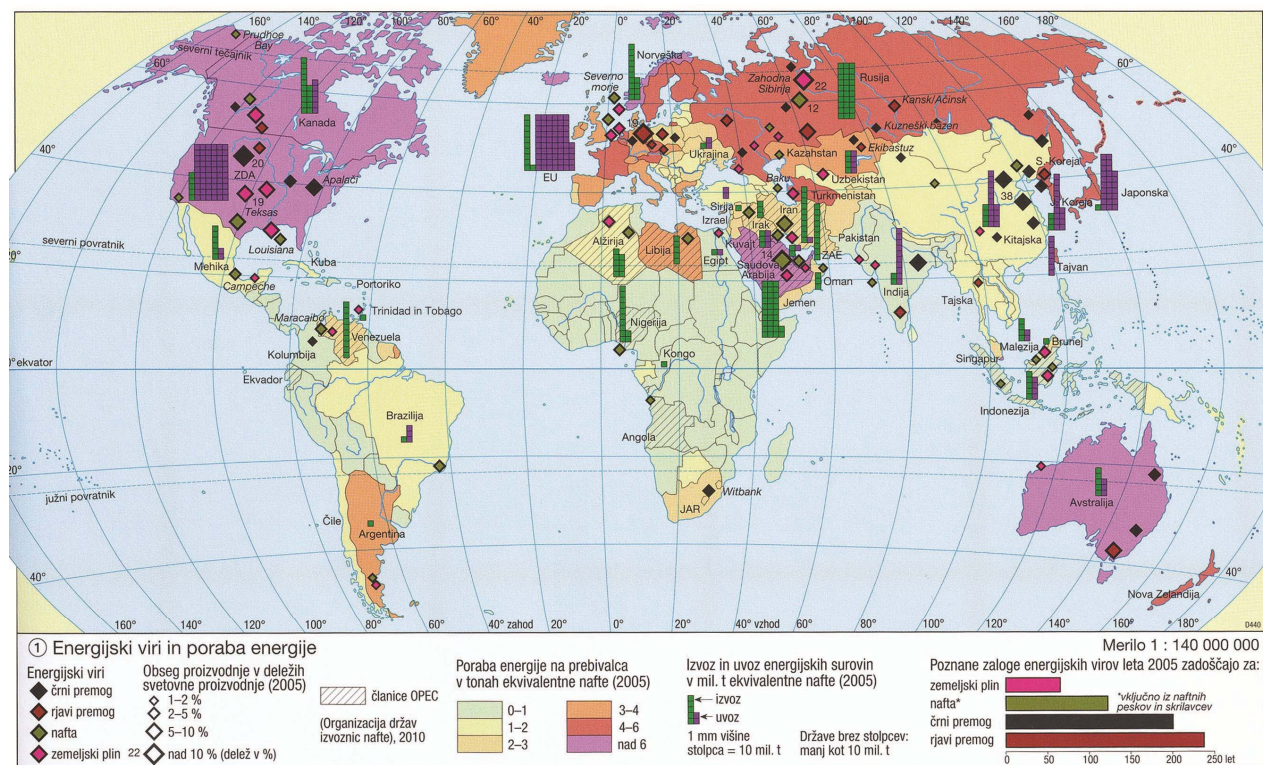 160° 140° 120° 100° 80° 60° 40° 20° 0° 20° 40° 60° 80° 100° 120° 140° 160° 180°
Prudhoe Bay
severni tečajnik
60°
Norveška
Severno morje
Zahodna Sibirija
22
Rusija
60°
12
Kansk/Ačinsk
Kanada
19
Kuzneški bazen
40°
20
ZDA
Apalači
EU
Ukrajina
Kazahstan
Ekibastuz
40°
Uzbekistan
S. Koreja
Baku
Turkmenistan
Japonska
19
Teksas
Sirija
Iran
38
J. Koreja
Izrael
Irak
Louisiana
severni povratnik
Alžirija
Libija
Kuvajt
Pakistan
Kitajska
20°
Mehika
Kuba
Egipt
14
Saudova Arabija
ZAE
20°
Campeche
Oman
Indija
Tajvan
Portoriko
Jemen
Tajska
Maracaibo
Trinidad in Tobago
Venezuela
Nigerija
Malezija
Brunej
Kolumbija
Kongo
Singapur
0° ekvator
0°
Ekvador
Indonezija
Brazilija
Angola
20°
20°
južni povratnik
Avstralija
Witbank
Čile
JAR
Argentina
40°
40°
Nova Zelandija
160° 140° 120° 100° 80° 60° 40° zahod 20° 0° 20° vzhod 40° 60° 80° 100° 120° 140° 160° 180°
D440
1 Energijski viri in poraba energije
Merilo 1 : 140 000 000
Energijski viri
črni premog
rjavi premog
nafta
zemeljski plin
Obseg proizvodnje v deležih
svetovne proizvodnje (2005)
1–2 %
2–5 %
5–10 %
22 nad 10 % (delež v %)
članice OPEC
(Organizacija držav
izvoznic nafte), 2010
Poraba energije na prebivalca
v tonah ekvivalentne nafte (2005)
0–1
1–2
2–3
3–4
4–6
nad 6
Izvoz in uvoz energijskih surovin
v mil. t ekvivalentne nafte (2005)
izvoz
uvoz
1 mm višine
stolpca = 10 mil. t
Države brez stolpcev:
manj kot 10 mil. t
Poznane zaloge energijskih virov leta 2005 zadoščajo za:
zemeljski plin
nafta*
*vključno iz naftnih
peskov in skrilavcev
črni premog
rjavi premog
0 50 100 150 200 250 let